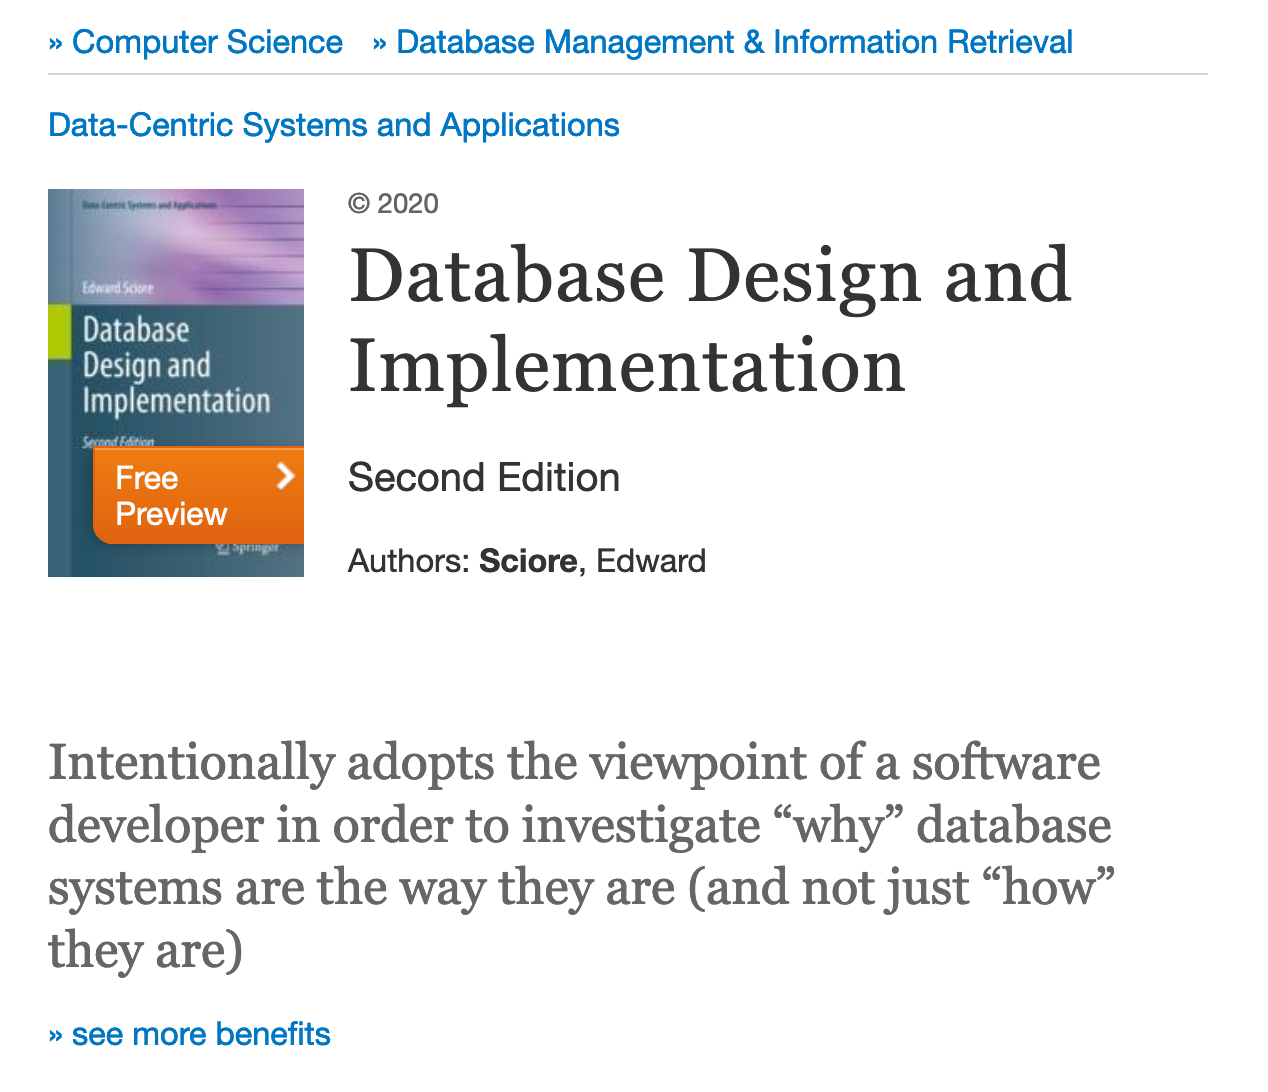 » Computer Science » Database Management & Information Retrieval
Data-Centric Systems and Applications
Data-Centric Systems and Applications
Edward Sciore
Database
Design and
Implementation
Second Edition
Free
Preview
Springer
© 2020
Database Design and
Implementation
Second Edition
Authors: Sciore, Edward
Intentionally adopts the viewpoint of a software
developer in order to investigate “why” database
systems are the way they are (and not just “how”
they are)
» see more benefits